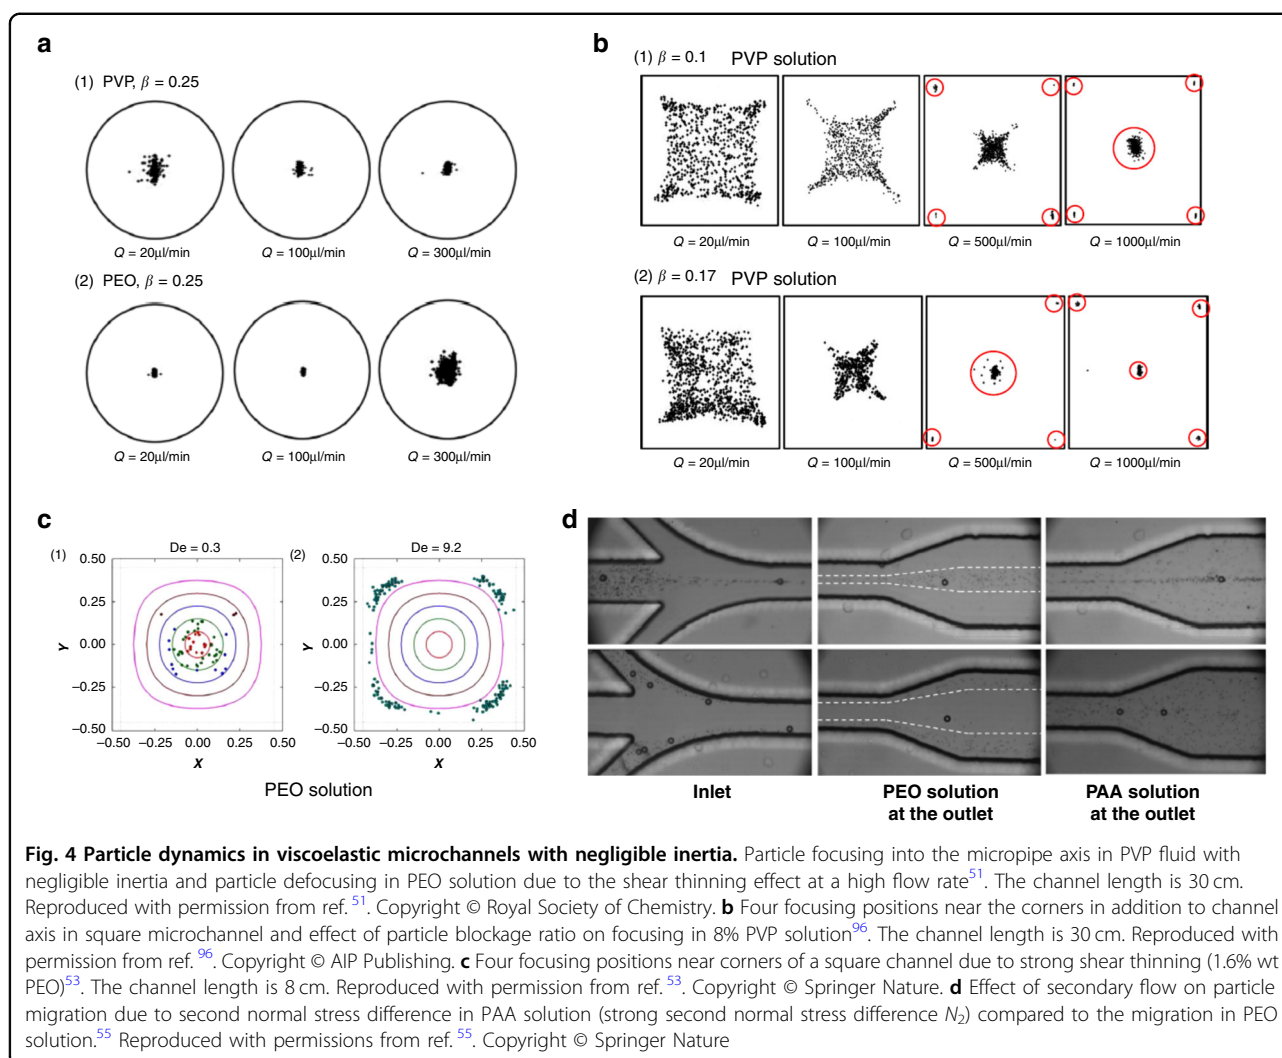 a
(1) PVP, β = 0.25
Q = 20μl/min Q = 100μl/min Q = 300μl/min
(2) PEO, β = 0.25
Q = 20μl/min Q = 100μl/min Q = 300μl/min
b
(1) β = 0.1 PVP solution
Q = 20μl/min Q = 100μl/min Q = 500μl/min Q = 1000μl/min
(2) β = 0.17 PVP solution
Q = 20μl/min Q = 100μl/min Q = 500μl/min Q = 1000μl/min
c
(1) De = 0.3 (2) De = 9.2
0.50 0.50
0.25 0.25
Y 0.00 Y 0.00
−0.25 −0.25
−0.50 −0.50
−0.50 −0.25 0.00 0.25 0.50 −0.50 −0.25 0.00 0.25 0.50
X X
PEO solution
d
Inlet PEO solution at the outlet PAA solution at the outlet
Fig. 4 Particle dynamics in viscoelastic microchannels with negligible inertia. Particle focusing into the micropipe axis in PVP fluid with
negligible inertia and particle defocusing in PEO solution due to the shear thinning effect at a high flow rate51. The channel length is 30 cm.
Reproduced with permission from ref. 51. Copyright © Royal Society of Chemistry. b Four focusing positions near the corners in addition to channel
axis in square microchannel and effect of particle blockage ratio on focusing in 8% PVP solution96. The channel length is 30 cm. Reproduced with
permission from ref. 96. Copyright © AIP Publishing. c Four focusing positions near corners of a square channel due to strong shear thinning (1.6% wt
PEO)53. The channel length is 8 cm. Reproduced with permission from ref. 53. Copyright © Springer Nature. d Effect of secondary flow on particle
migration due to second normal stress difference in PAA solution (strong second normal stress difference N2) compared to the migration in PEO
solution.55 Reproduced with permissions from ref. 55. Copyright © Springer Nature